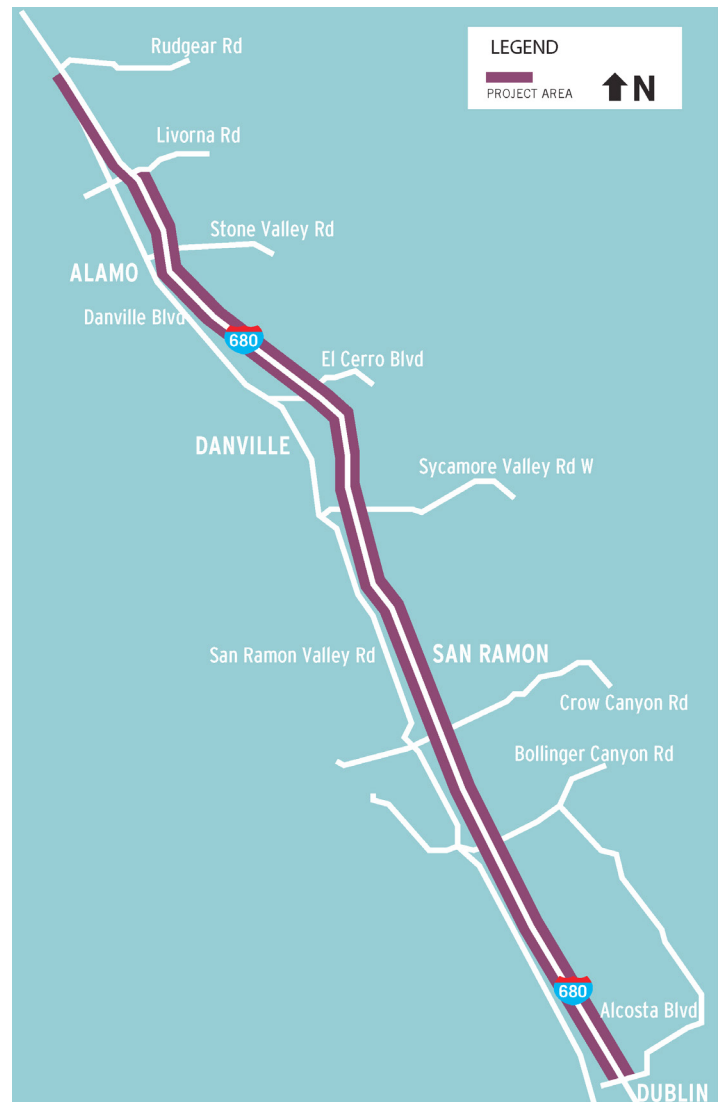 LEGEND
PROJECT AREA
N
Rudgear Rd
Livorna Rd
Stone Valley Rd
ALAMO
Danville Blvd
680
El Cerro Blvd
DANVILLE
Sycamore Valley Rd W
San Ramon Valley Rd
SAN RAMON
Crow Canyon Rd
Bollinger Canyon Rd
680
Alcosta Blvd
DUBLIN